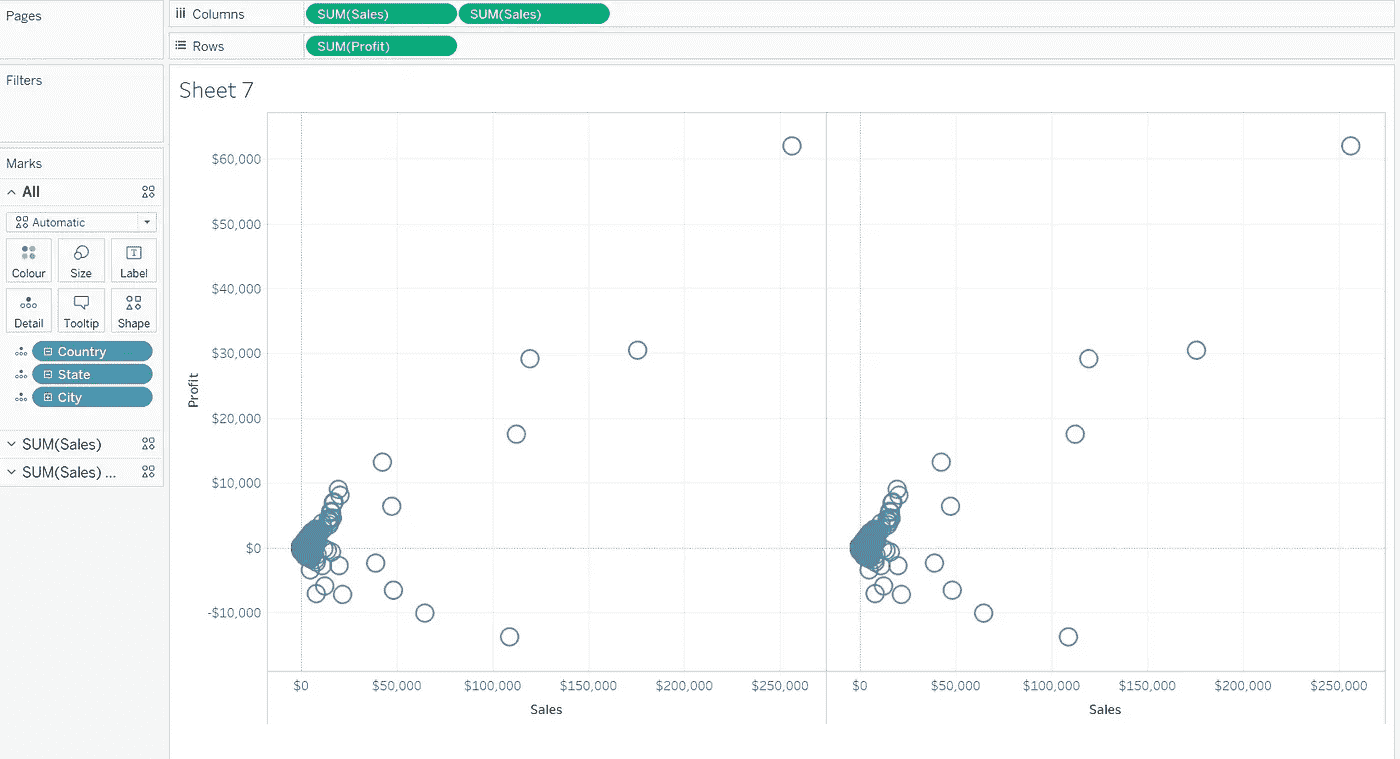 Pages
Columns SUM(Sales) SUM(Sales)
Rows SUM(Profit)
Filters
Sheet 7
Marks
All
Automatic
Colour Size Label
Detail Tooltip Shape
Country
State
City
SUM(Sales)
SUM(Sales) ...
Profit
$60,000
$50,000
$40,000
$30,000
$20,000
$10,000
$0
-$10,000
$0 $50,000 $100,000 $150,000 $200,000 $250,000
Sales
$0 $50,000 $100,000 $150,000 $200,000 $250,000
Sales